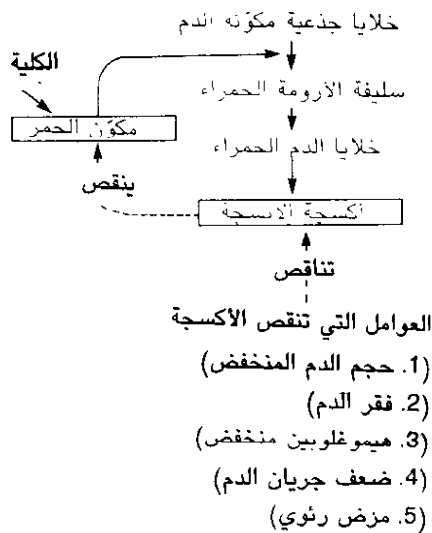 خلايا جذعية مكوّنه الدم
الكلية
سليفة الأرومة الحمراء
مكوّن الحمر
خلايا الدم الحمراء
ينقص
أكسجة الأنسجة
تناقص
العوامل التي تنقص الأكسجة
1. حجم الدم المنخفض)
2. فقر الدم)
3. هيموغلوبين منخفض)
4. ضعف جريان الدم)
5. مرض رئوي)